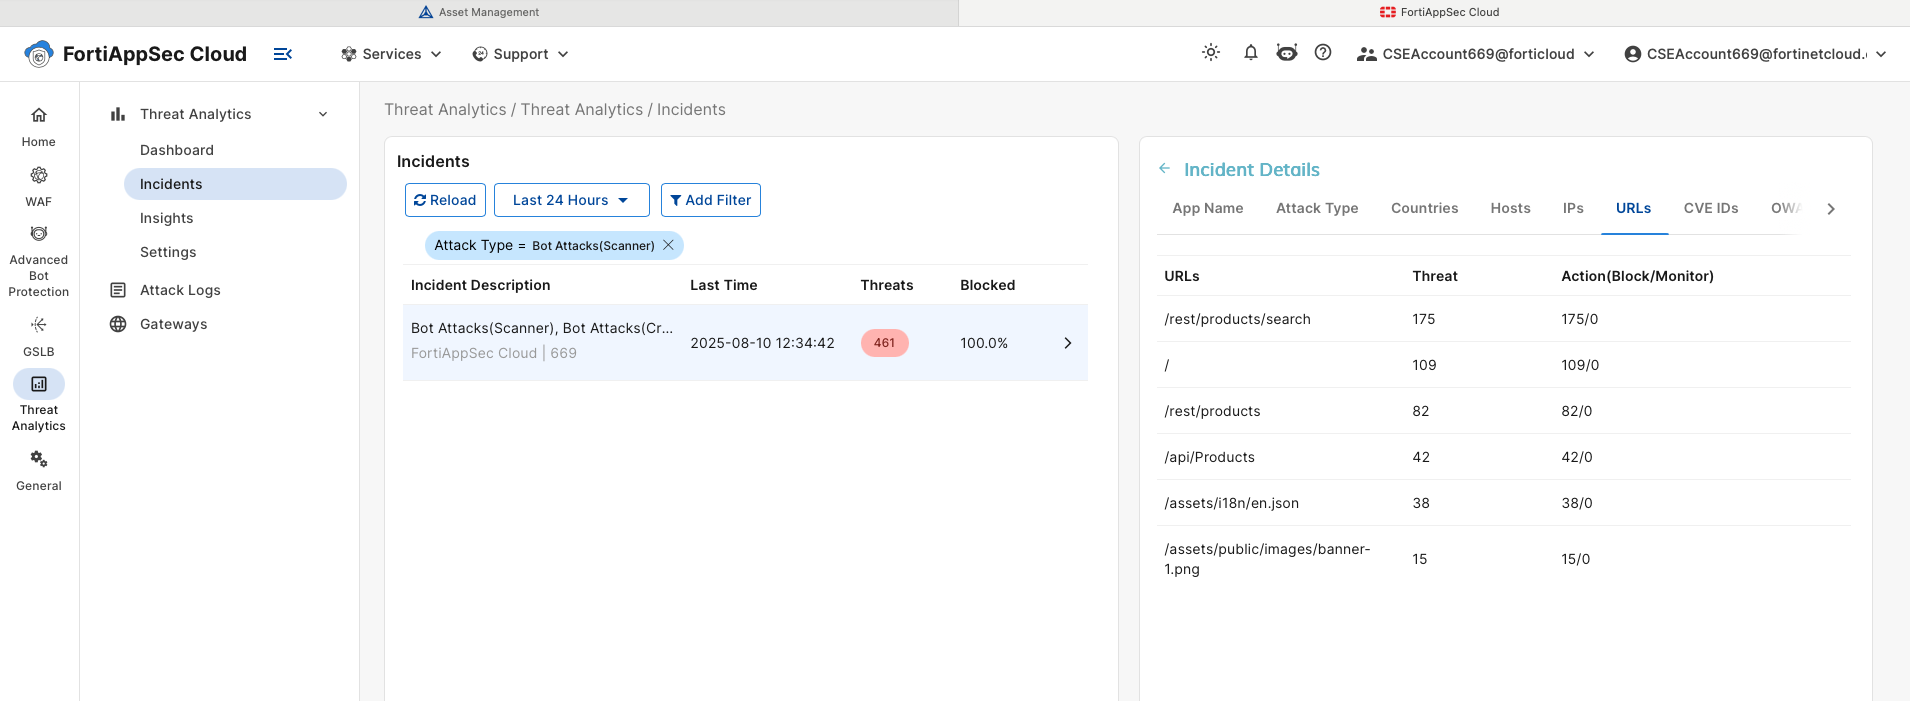 Asset Management
FortiAppSec Cloud
FortiAppSec Cloud
Services
Support
CSEAccount669@forticloud
CSEAccount669@fortinetcloud.
Home
WAF
Advanced
Bot
Protection
GSLB
Threat
Analytics
General
Threat Analytics
Dashboard
Incidents
Insights
Settings
Attack Logs
Gateways
Threat Analytics / Threat Analytics / Incidents
Incidents
Reload
Last 24 Hours
Add Filter
Attack Type = Bot Attacks(Scanner)
Incident Description Last Time Threats Blocked
Bot Attacks(Scanner), Bot Attacks(Cr...
FortiAppSec Cloud | 669
2025-08-10 12:34:42 461 100.0%
Incident Details
App Name Attack Type Countries Hosts IPs URLs CVE IDs OWA
URLs Threat Action(Block/Monitor)
/rest/products/search 175 175/0
/ 109 109/0
/rest/products 82 82/0
/api/Products 42 42/0
/assets/i18n/en.json 38 38/0
/assets/public/images/banner-
1.png 15 15/0